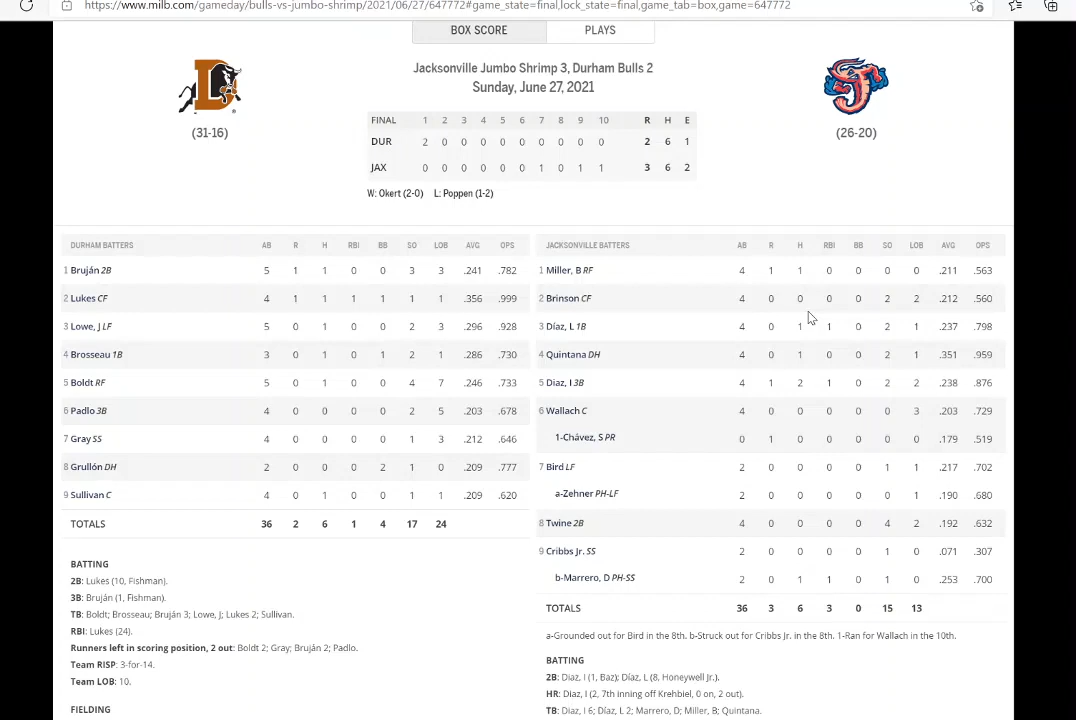 https://www.milb.com/gameday/bulls-vs-jumbo-shrimp/2021/06/27/647772#game_state=final,lock_state=final,game_tab=box,game=647772
BOX SCORE PLAYS
Jacksonville Jumbo Shrimp 3, Durham Bulls 2
Sunday, June 27, 2021
(31-16) (26-20)
FINAL 1 2 3 4 5 6 7 8 9 10 R H E
DUR 2 0 0 0 0 0 0 0 0 0 2 6 1
JAX 0 0 0 0 0 0 1 0 1 1 3 6 2
W: Okert (2-0) L: Poppen (1-2)
DURHAM BATTERS AB R H RBI BB SO LOB AVG OPS
1 Bruján 2B 5 1 1 0 0 3 3 .241 .782
2 Lukes CF 4 1 1 1 1 1 1 .356 .999
3 Lowe, J LF 5 0 1 0 0 2 3 .296 .928
4 Brosseau 1B 3 0 1 0 1 2 1 .286 .730
5 Boldt RF 5 0 1 0 0 4 7 .246 .733
6 Padlo 3B 4 0 0 0 0 2 5 .203 .678
7 Gray SS 4 0 0 0 0 1 3 .212 .646
8 Grullón DH 2 0 0 0 2 1 0 .209 .777
9 Sullivan C 4 0 1 0 0 1 1 .209 .620
TOTALS 36 2 6 1 4 17 24
BATTING
2B: Lukes (10, Fishman).
3B: Bruján (1, Fishman).
TB: Boldt; Brosseau; Bruján 3; Lowe, J; Lukes 2; Sullivan.
RBI: Lukes (24).
Runners left in scoring position, 2 out: Boldt 2; Gray; Bruján 2; Padlo.
Team RISP: 3-for-14.
Team LOB: 10.
FIELDING
JACKSONVILLE BATTERS AB R H RBI BB SO LOB AVG OPS
1 Miller, B RF 4 1 1 0 0 0 0 .211 .563
2 Brinson CF 4 0 0 0 0 2 2 .212 .560
3 Díaz, L 1B 4 0 1 1 0 2 1 .237 .798
4 Quintana DH 4 0 1 0 0 2 1 .351 .959
5 Diaz, I 3B 4 1 2 1 0 2 2 .238 .876
6 Wallach C 4 0 0 0 0 0 3 .203 .729
1-Chávez, S PR 0 1 0 0 0 0 0 .179 .519
7 Bird LF 2 0 0 0 0 1 1 .217 .702
a-Zehner PH-LF 2 0 0 0 0 0 1 .190 .680
8 Twine 2B 4 0 0 0 0 4 2 .192 .632
9 Cribbs Jr. SS 2 0 0 0 0 1 0 .071 .307
b-Marrero, D PH-SS 2 0 1 1 0 1 0 .253 .700
TOTALS 36 3 6 3 0 15 13
a-Grounded out for Bird in the 8th. b-Struck out for Cribbs Jr. in the 8th. 1-Ran for Wallach in the 10th.
BATTING
2B: Diaz, I (1, Baz); Díaz, L (8, Honeywell Jr.).
HR: Diaz, I (2, 7th inning off Krehbiel, 0 on, 2 out).
TB: Diaz, I 6; Díaz, L 2; Marrero, D; Miller, B; Quintana.